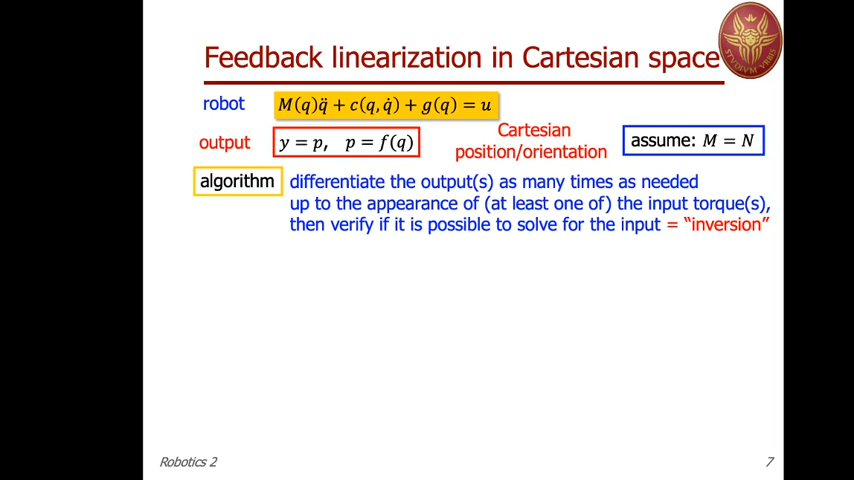 Feedback linearization in Cartesian space
robot M(q)q̈ + c(q, q̇) + g(q) = u
output y = p, p = f(q) Cartesian position/orientation assume: M = N
algorithm differentiate the output(s) as many times as needed
up to the appearance of (at least one of) the input torque(s),
then verify if it is possible to solve for the input = “inversion”
Robotics 2 7